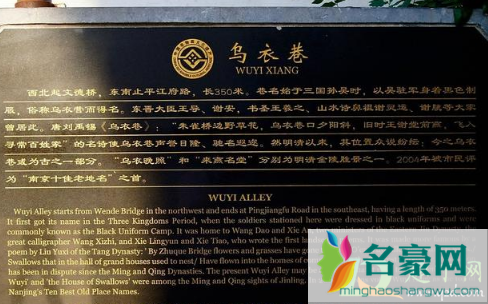 乌衣巷
WUYI XIANG
西北起文德桥，东南止平江府路，长350米。巷名始于三国孙吴时，以吴驻军身着黑色制
服，俗称乌衣营而得名。东晋大臣王导、谢安，书圣王羲之，山水诗鼻祖谢灵运、谢朓等大家
曾居此。唐刘禹锡《乌衣巷》：“朱雀桥边野草花，乌衣巷口夕阳斜，旧时王谢堂前燕，飞入
寻常百姓家”的名诗使乌衣巷声誉日隆、驰名遐迩。然明清以来，具位置众说纷纭；今之乌衣
巷或为古之一部分。“乌衣晚照”和“来燕名堂”分别为明清金陵胜景之一。2004年被市民评
为“南京十佳老地名”之首。
WUYI ALLEY
Wuyi Alley starts from Wende Bridge in the northwest and ends at Pingjiangfu Road in the southeast, having a length of 350 meters.
It first got its name in the Three Kingdoms Period, when the soldiers stationed here were dressed in black uniforms and were
commonly known as the Black Uniform Camp. It was home to Wang Dao and Xie An, Dynasty, the
great calligrapher Wang Xizhi, and Xie Lingyun and Xie Tiao, who wrote the first
poem by Liu Yuxi of the Tang Dynasty: "By Zhuque Bridge flowers and grasses have
Swallows that in the hall of grand houses used to nest,/ Have flown into the homes of
has been in dispute since the Ming and Qing Dynasties. The present Wuyi Alley may be
Wuyi' and 'the House of Swallows' were among the Ming and Qing sights of Jinling. In
Nanjing's Ten Best Old Place Names.
名豪网
minghaowang.com